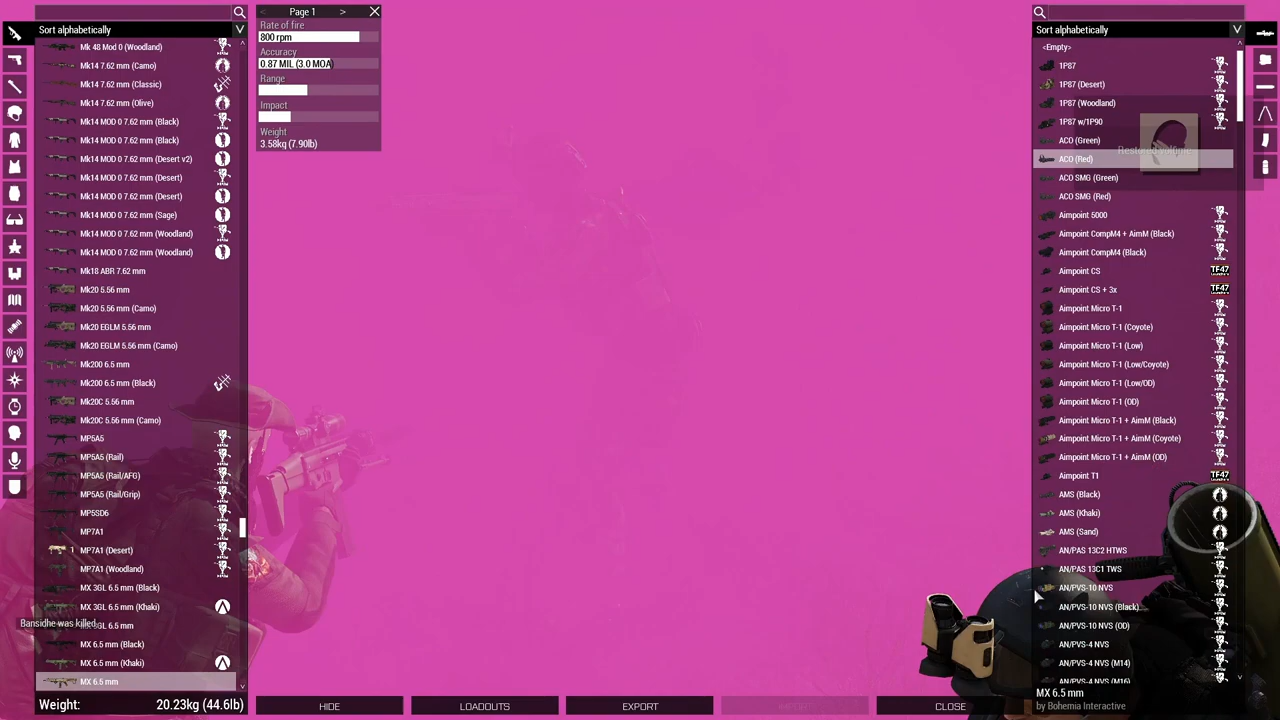 Sort alphabetically
Mk 48 Mod 0 (Woodland)
Mk14 7.62 mm (Camo)
Mk14 7.62 mm (Classic)
Mk14 7.62 mm (Olive)
Mk14 MOD 0 7.62 mm (Black)
Mk14 MOD 0 7.62 mm (Black)
Mk14 MOD 0 7.62 mm (Desert v2)
Mk14 MOD 0 7.62 mm (Desert)
Mk14 MOD 0 7.62 mm (Desert)
Mk14 MOD 0 7.62 mm (Sage)
Mk14 MOD 0 7.62 mm (Woodland)
Mk14 MOD 0 7.62 mm (Woodland)
Mk18 ABR 7.62 mm
Mk20 5.56 mm
Mk20 5.56 mm (Camo)
Mk20 EGLM 5.56 mm
Mk20 EGLM 5.56 mm (Camo)
Mk200 6.5 mm
Mk200 6.5 mm (Black)
Mk20C 5.56 mm
Mk20C 5.56 mm (Camo)
MP5A5
MP5A5 (Rail)
MP5A5 (Rail/AFG)
MP5A5 (Rail/Grip)
MP5SD6
MP7A1
1 MP7A1 (Desert)
MP7A1 (Woodland)
MX 3GL 6.5 mm (Black)
MX 3GL 6.5 mm (Khaki)
Bansidhe was killed
GL 6.5 mm
MX 6.5 mm (Black)
MX 6.5 mm (Khaki)
MX 6.5 mm
Weight: 20.23kg (44.6lb)
< Page 1 >
Rate of fire
800 rpm
Accuracy
0.87 MIL (3.0 MOA)
Range
Impact
Weight
3.58kg (7.90lb)
HIDE
LOADOUTS
EXPORT
IMPORT
CLOSE
Sort alphabetically
<Empty>
1P87
1P87 (Desert)
1P87 (Woodland)
1P87 w/1P90
ACO (Green)
Restored volume
ACO (Red)
ACO SMG (Green)
ACO SMG (Red)
Aimpoint 5000
Aimpoint CompM4 + AimM (Black)
Aimpoint CompM4 (Black)
Aimpoint CS TF47
Aimpoint CS + 3x TF47
Aimpoint Micro T-1
Aimpoint Micro T-1 (Coyote)
Aimpoint Micro T-1 (Low)
Aimpoint Micro T-1 (Low/Coyote)
Aimpoint Micro T-1 (Low/OD)
Aimpoint Micro T-1 (OD)
Aimpoint Micro T-1 + AimM (Black)
Aimpoint Micro T-1 + AimM (Coyote)
Aimpoint Micro T-1 + AimM (OD)
Aimpoint T1 TF47
AMS (Black)
AMS (Khaki)
AMS (Sand)
AN/PAS 13C2 HTWS
AN/PAS 13C1 TWS
AN/PVS-10 NVS
AN/PVS-10 NVS (Black)
AN/PVS-10 NVS (OD)
AN/PVS-4 NVS
AN/PVS-4 NVS (M14)
AN/PVS-4 NVS (M16)
MX 6.5 mm
by Bohemia Interactive